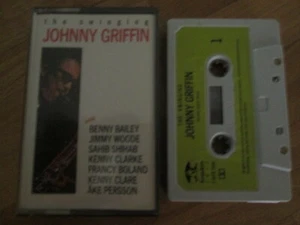 the swinging
JOHNNY GRIFFIN
BENNY BAILEY
JIMMY WOODE
SAHIB SHIHAB
KENNY CLARKE
FRANCY BOLAND
KENNY CLARE
ÅKE PERSSON
1
THE SWINGING
JOHNNY GRIFFIN